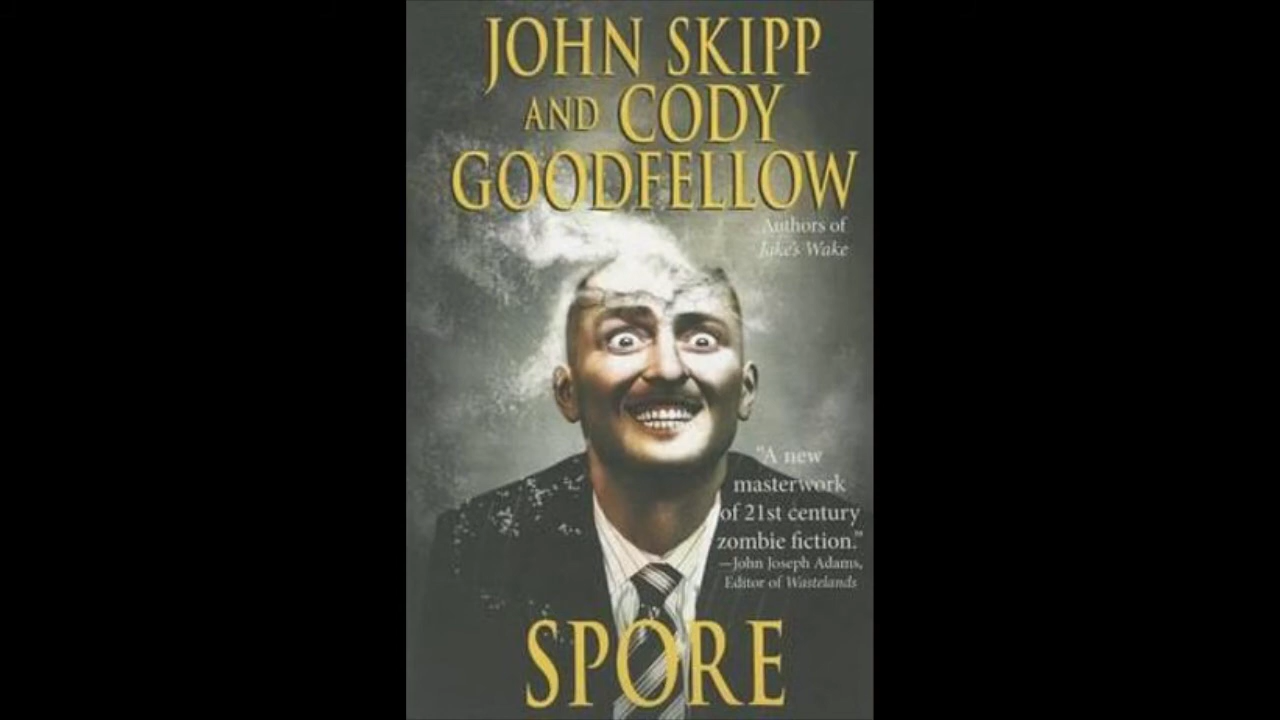 JOHN SKIPP
AND CODY
GOODFELLOW
Authors of
Jake's Wake
"A new
masterwork
of 21st century
zombie fiction."
—John Joseph Adams,
Editor of Wastelands
SPORE